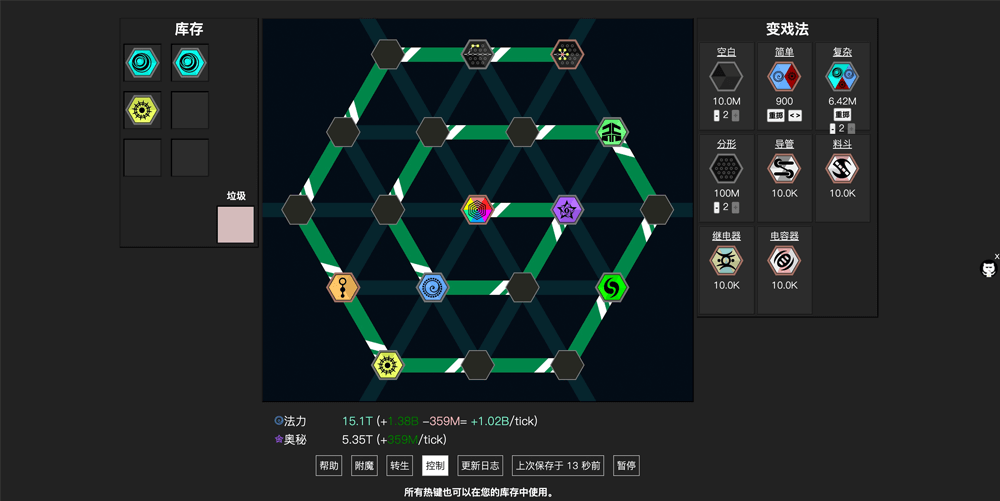 库存
垃圾
变戏法
空白 简单 复杂
10.0M 900 6.42M
- 2 + 重掷 <> 重掷
- 2 +
分形 导管 料斗
100M 10.0K 10.0K
- 2 +
继电器 电容器
10.0K 10.0K
x
法力 15.1T (+1.38B −359M= +1.02B/tick)
奥秘 5.35T (+359M/tick)
帮助 附魔 转生 控制 更新日志 上次保存于 13 秒前 暂停
所有热键也可以在您的库存中使用。